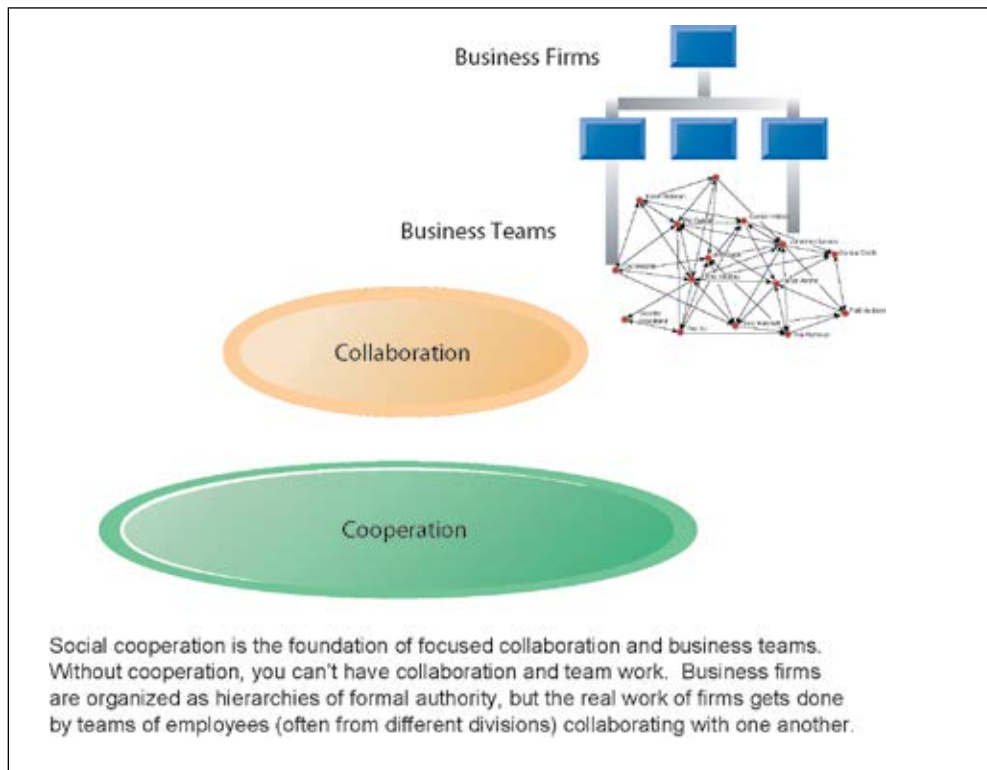 Business Firms
Business Teams
Collaboration
Cooperation
Social cooperation is the foundation of focused collaboration and business teams.
Without cooperation, you can't have collaboration and team work. Business firms
are organized as hierarchies of formal authority, but the real work of firms gets done
by teams of employees (often from different divisions) collaborating with one another.